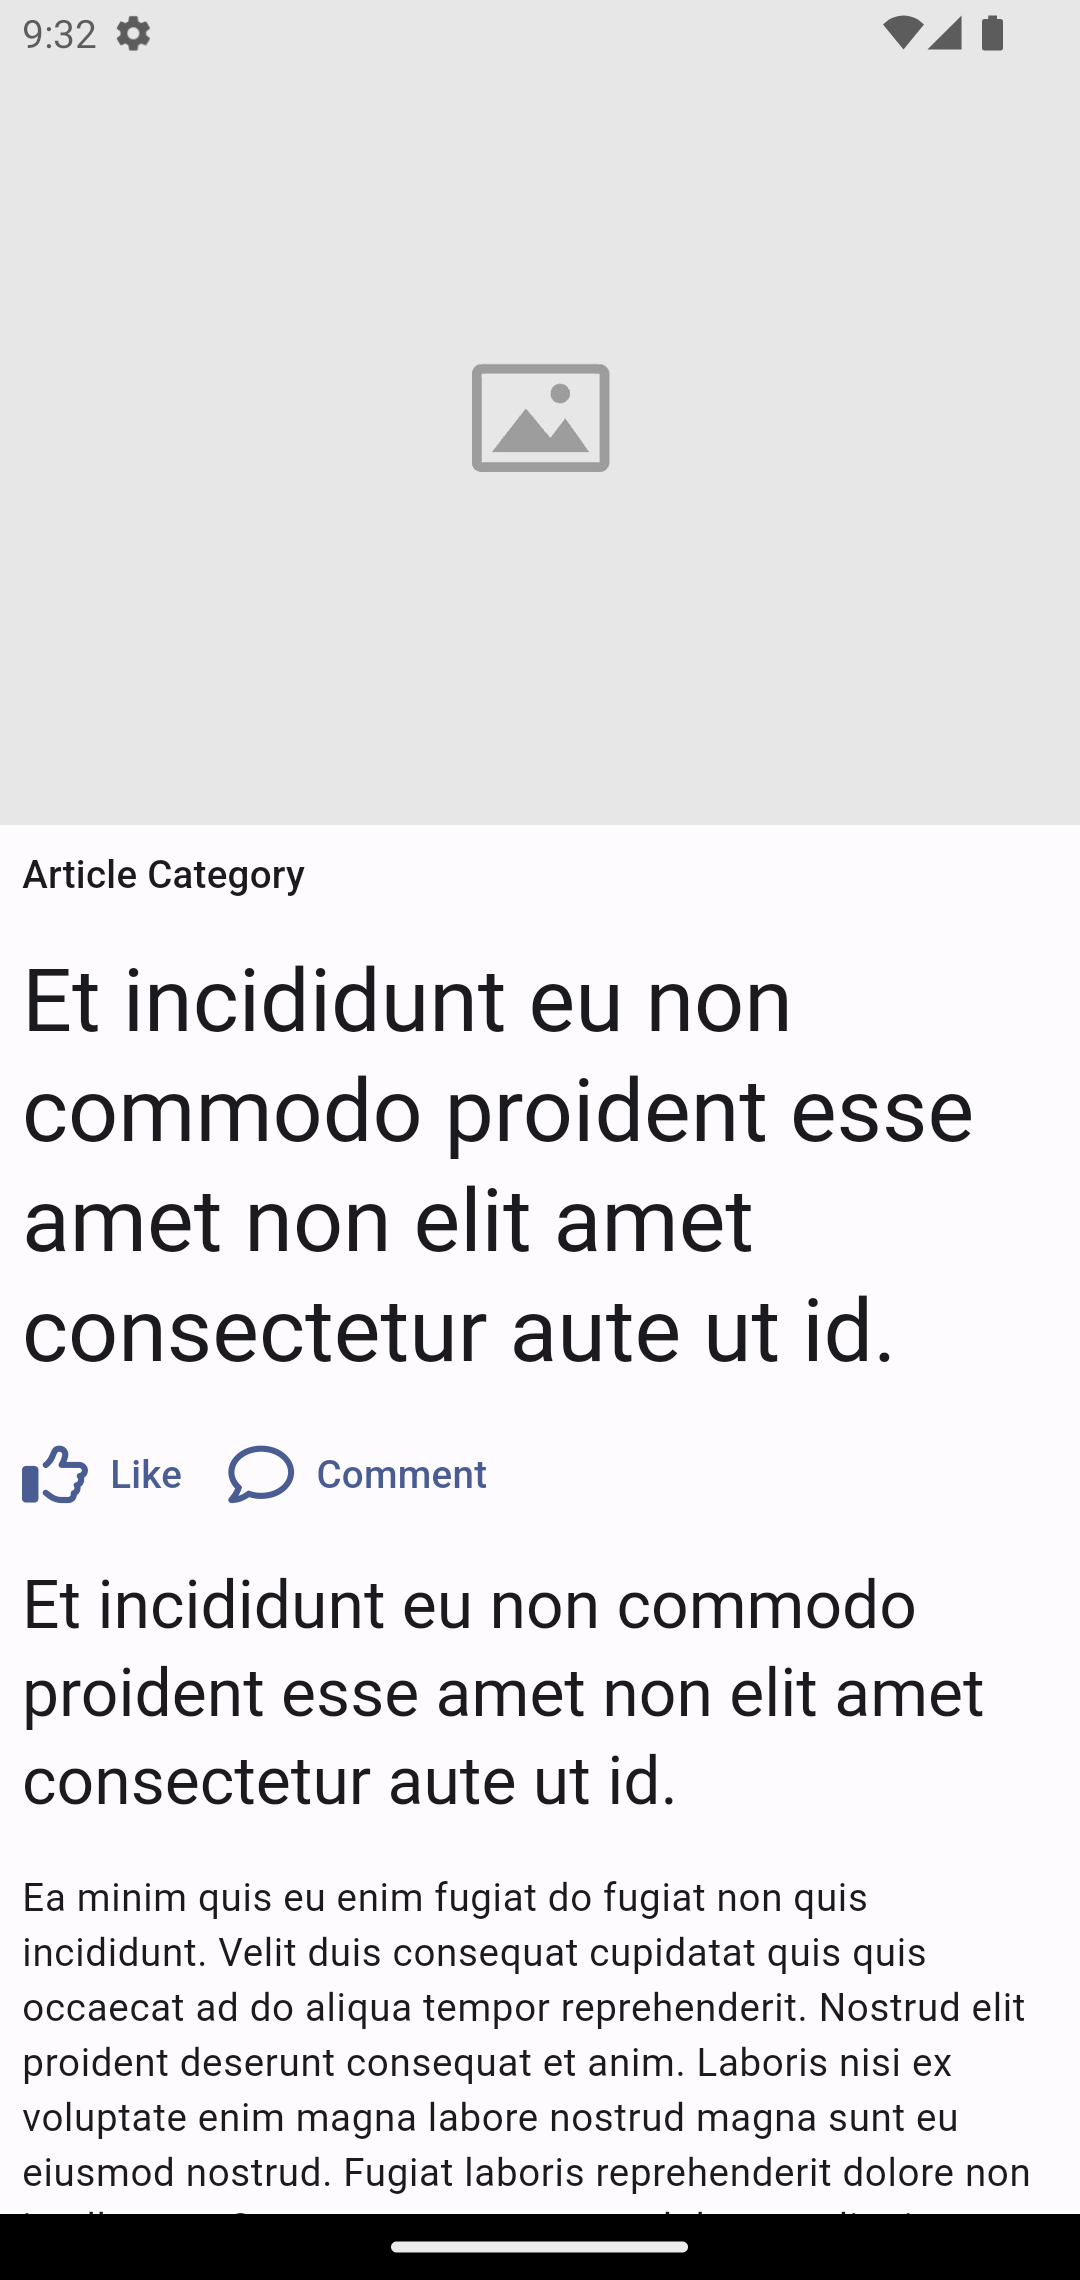 9:32
Article Category
Et incididunt eu non
commodo proident esse
amet non elit amet
consectetur aute ut id.
Like Comment
Et incididunt eu non commodo
proident esse amet non elit amet
consectetur aute ut id.
Ea minim quis eu enim fugiat do fugiat non quis
incididunt. Velit duis consequat cupidatat quis quis
occaecat ad do aliqua tempor reprehenderit. Nostrud elit
proident deserunt consequat et anim. Laboris nisi ex
voluptate enim magna labore nostrud magna sunt eu
eiusmod nostrud. Fugiat laboris reprehenderit dolore non